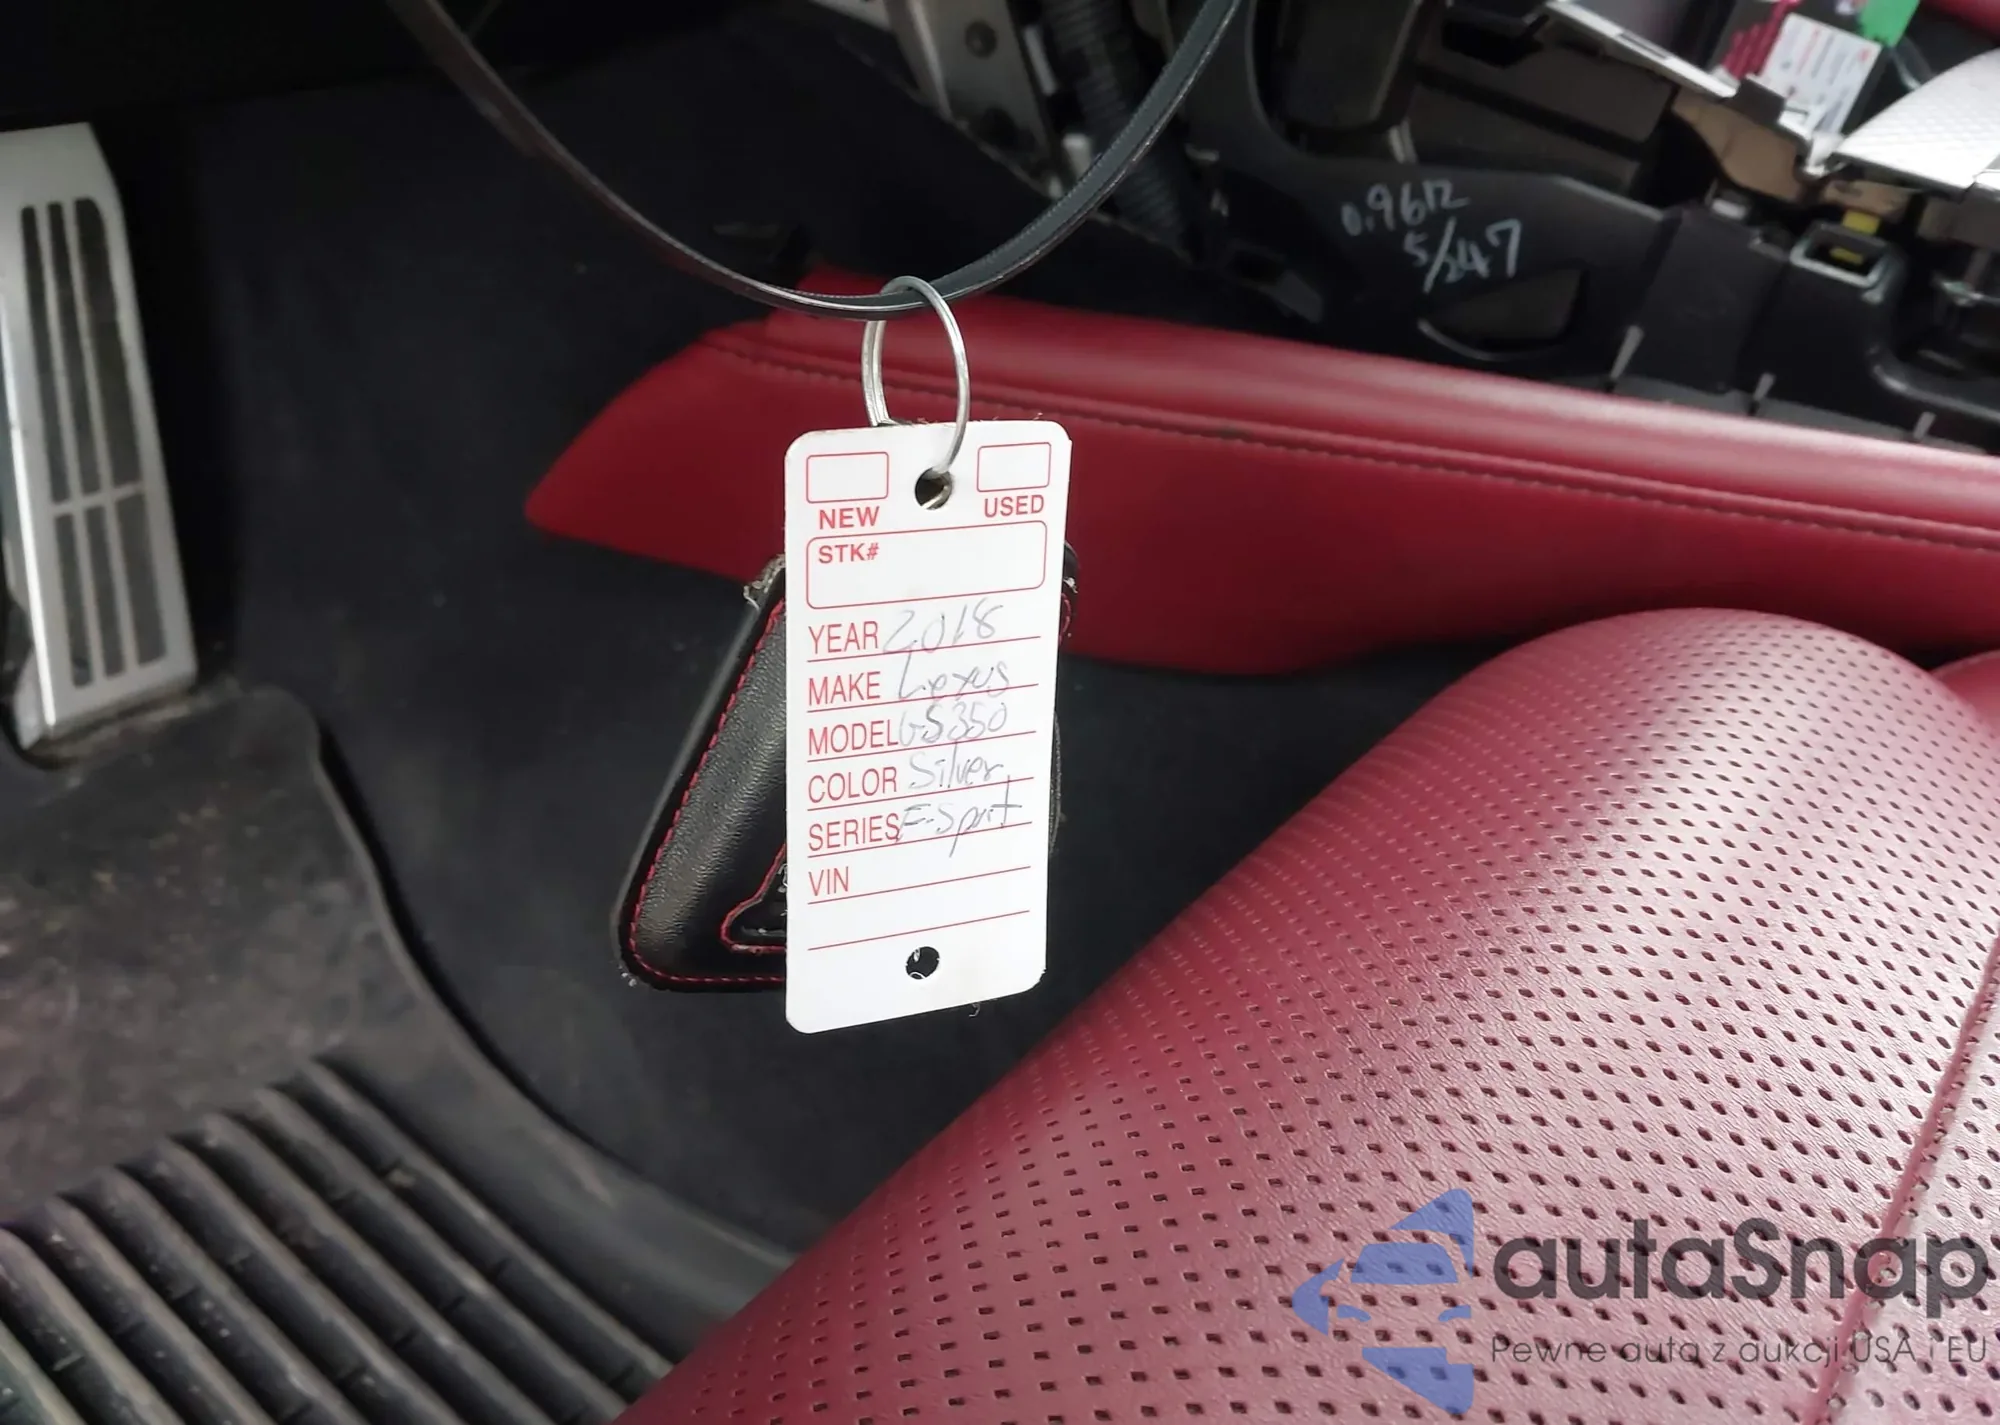 0.9612
5/247
NEW USED
STK#
YEAR 2018
MAKE Lexus
MODEL GS350
COLOR Silver
SERIES F-Sport
VIN
autaSnap
Pewne auta z aukcji USA i EU